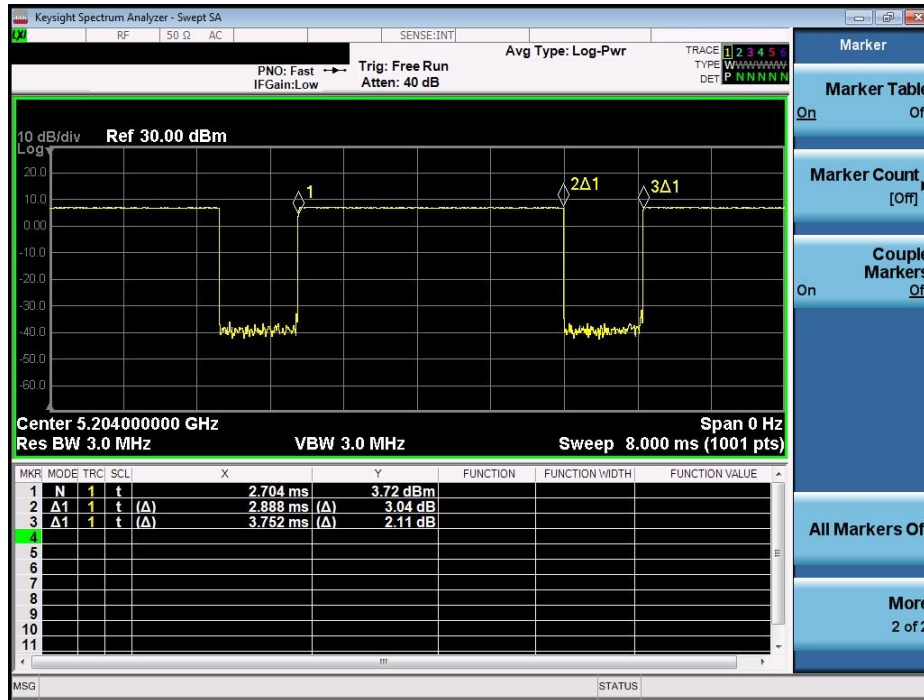 Keysight Spectrum Analyzer - Swept SA
LXI RF 50 Ω AC SENSE:INT
Marker
Avg Type: Log-Pwr
TRACE 1 2 3 4 5 6
TYPE W
DET P N N N N N
PNO: Fast
IFGain:Low
Trig: Free Run
Atten: 40 dB
10 dB/div
Log
Ref 30.00 dBm
20.0
10.0
0.00
-10.0
-20.0
-30.0
-40.0
-50.0
-60.0
1
2Δ1
3Δ1
Center 5.204000000 GHz
Span 0 Hz
Res BW 3.0 MHz
VBW 3.0 MHz
Sweep 8.000 ms (1001 pts)
MKR MODE TRC SCL X Y FUNCTION FUNCTION WIDTH FUNCTION VALUE
1 N 1 t 2.704 ms 3.72 dBm
2 Δ1 1 t (Δ) 2.888 ms (Δ) 3.04 dB
3 Δ1 1 t (Δ) 3.752 ms (Δ) 2.11 dB
4
5
6
7
8
9
10
11
MSG
STATUS
Marker Table
On Of
Marker Count
[Off]
Couple
Markers
On Of
All Markers Of
More
2 of 2